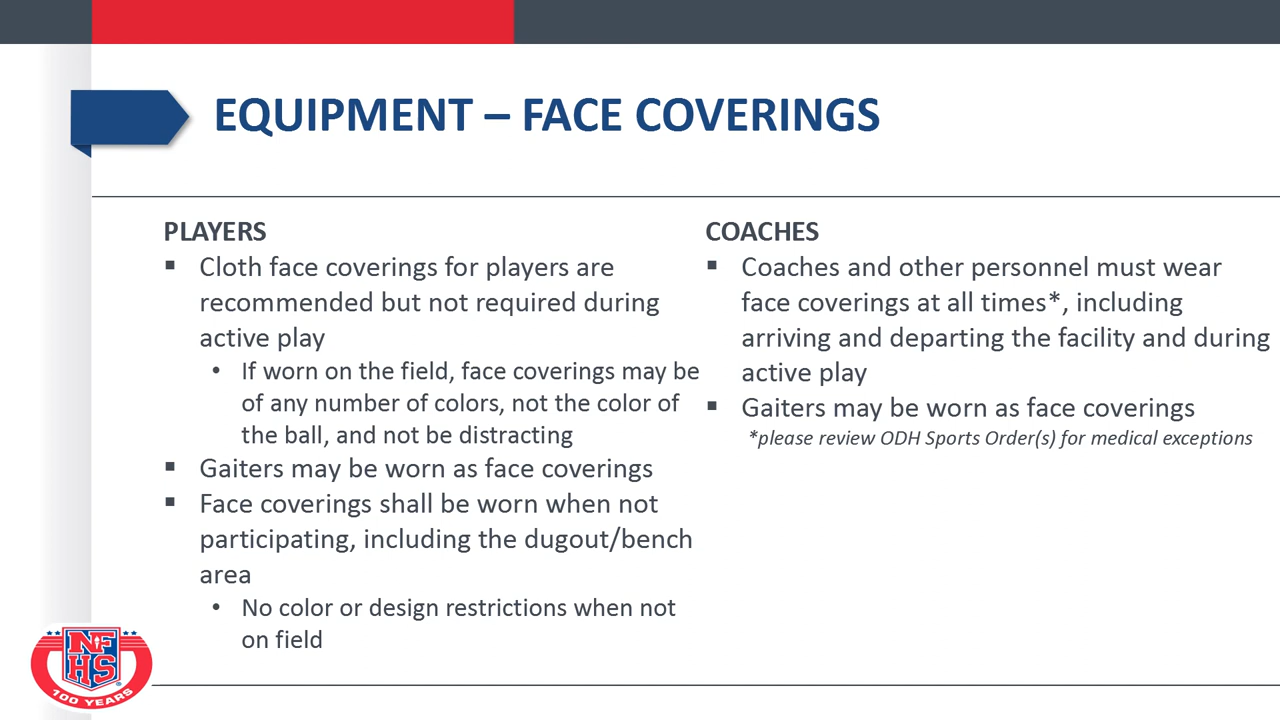 EQUIPMENT – FACE COVERINGS
PLAYERS
▪ Cloth face coverings for players are
recommended but not required during
active play
• If worn on the field, face coverings may be
of any number of colors, not the color of
the ball, and not be distracting
▪ Gaiters may be worn as face coverings
▪ Face coverings shall be worn when not
participating, including the dugout/bench
area
• No color or design restrictions when not
on field
COACHES
▪ Coaches and other personnel must wear
face coverings at all times*, including
arriving and departing the facility and during
active play
▪ Gaiters may be worn as face coverings
*please review ODH Sports Order(s) for medical exceptions
NF
HS
®
100 YEARS